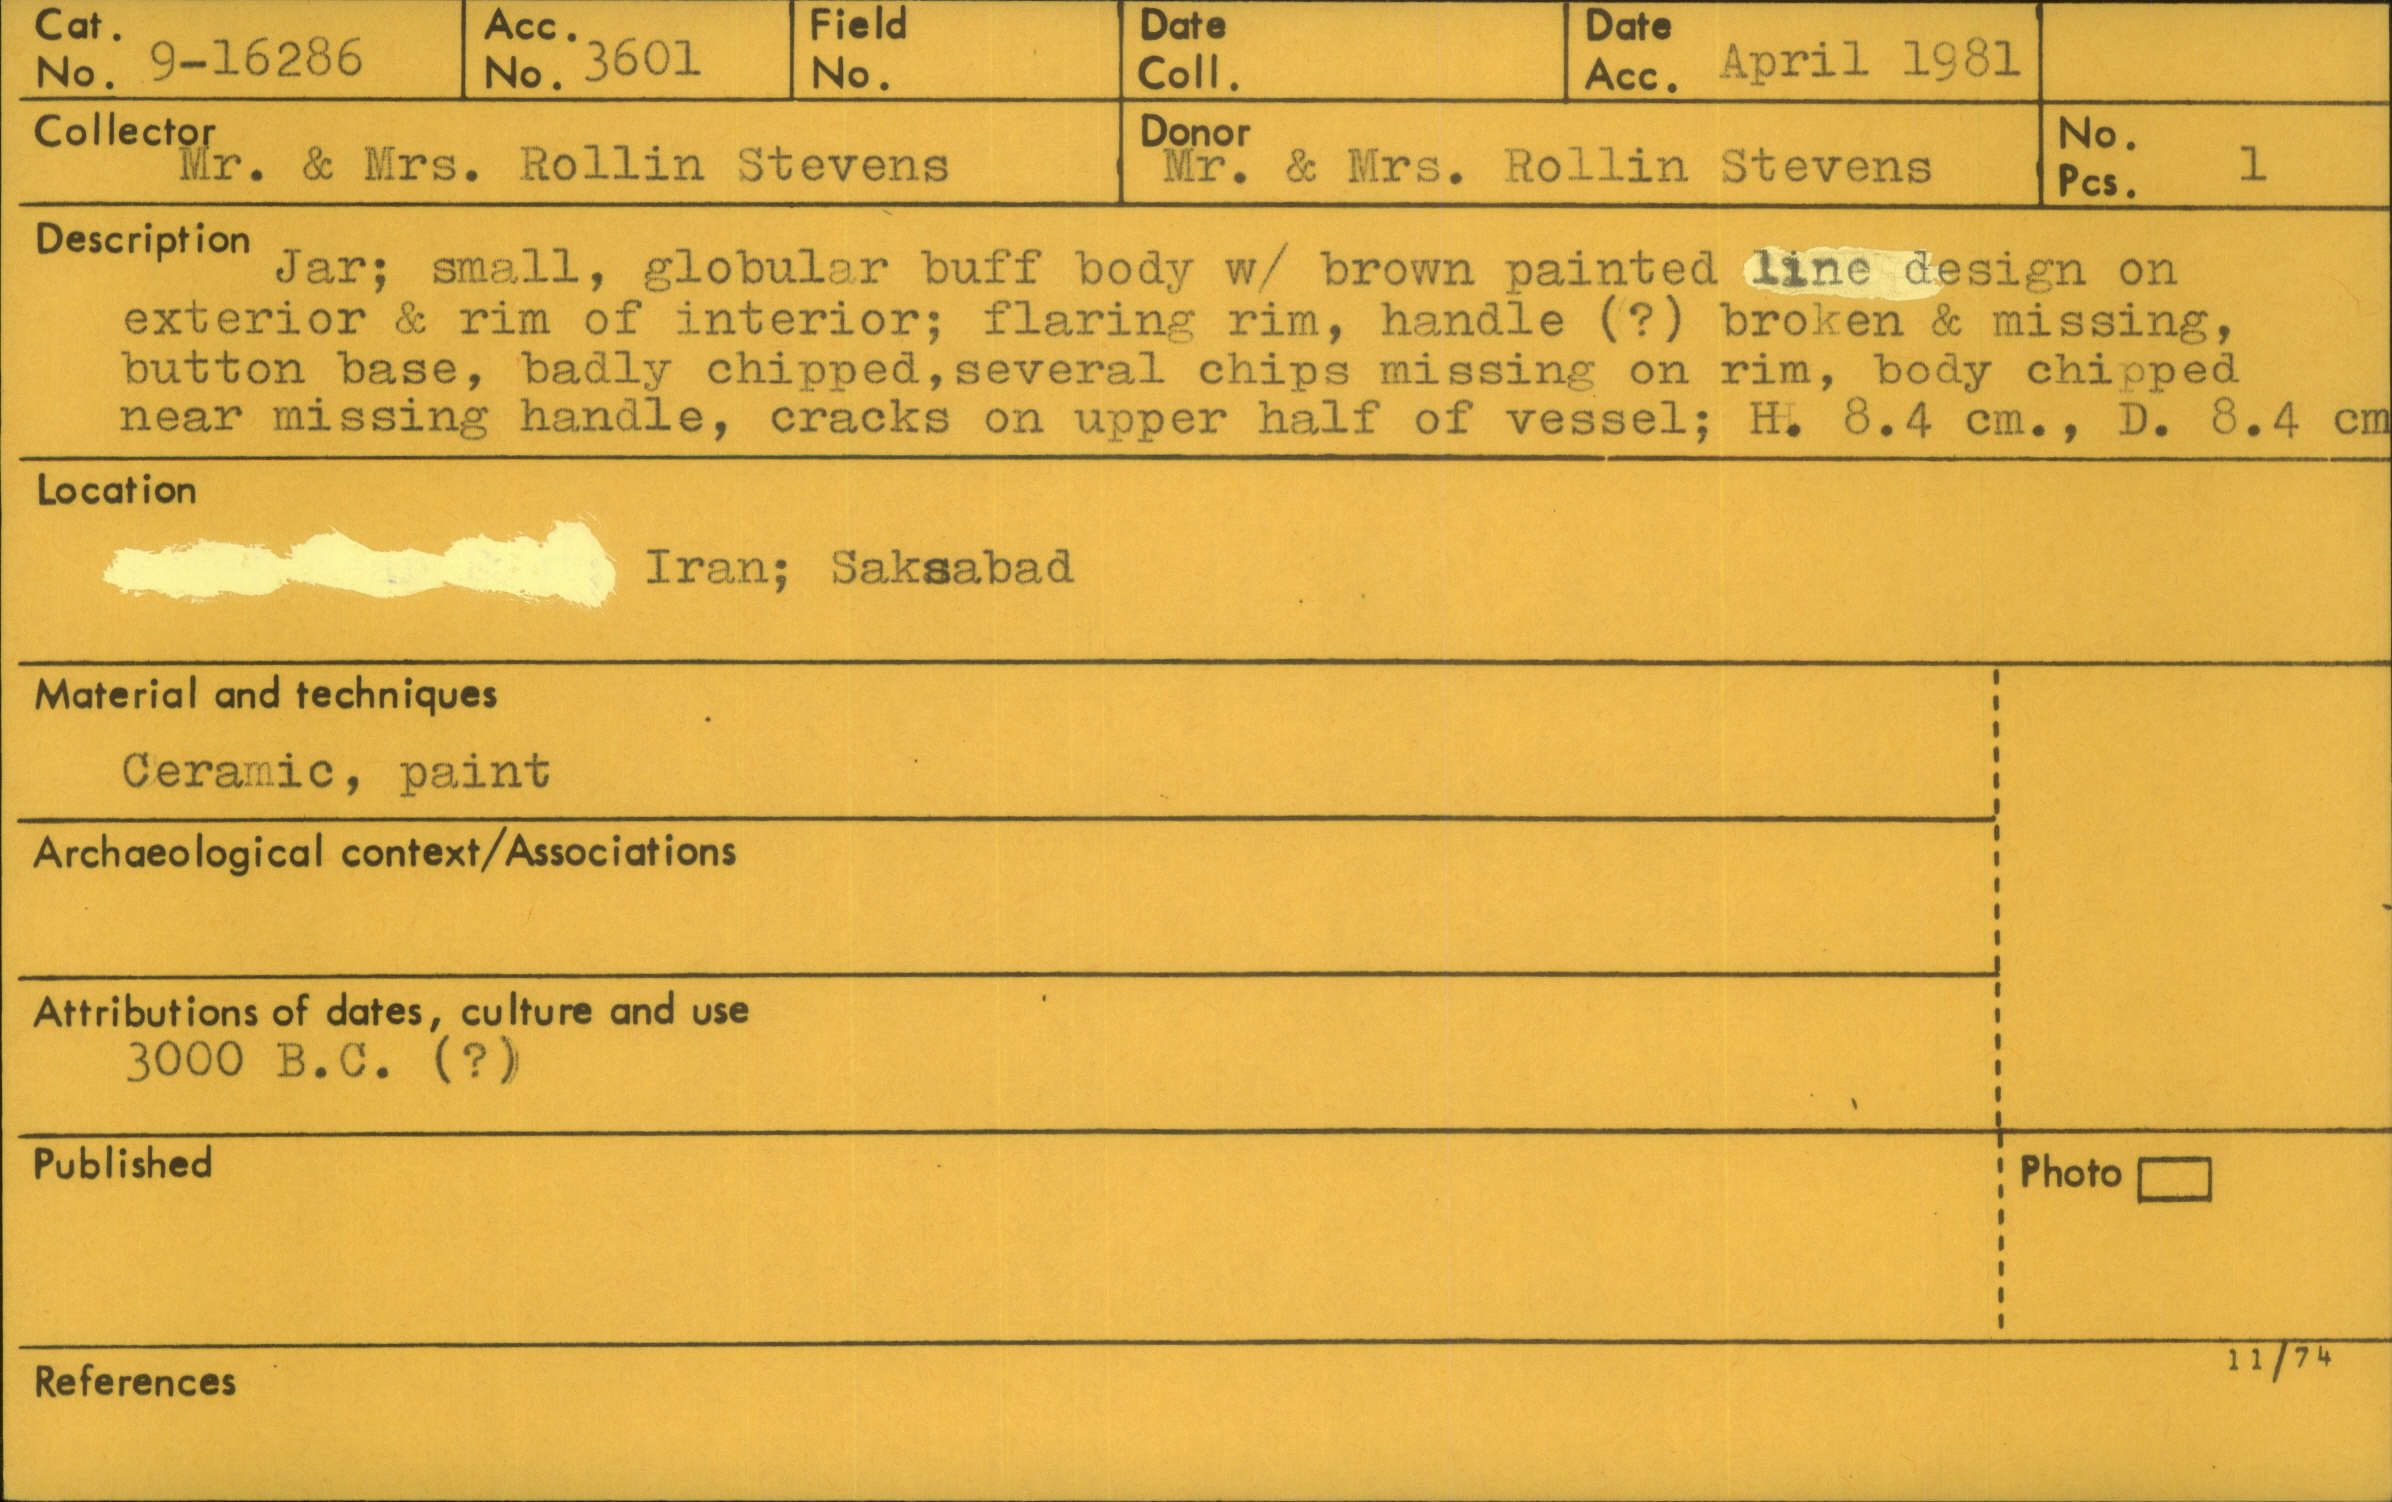 Cat. No. 9-16286 Acc. No. 3601 Field No. Date Coll. Date Acc. April 1981
Collector Mr. & Mrs. Rollin Stevens Donor Mr. & Mrs. Rollin Stevens No. Pcs. 1
Description Jar; small, globular buff body w/ brown painted line design on
exterior & rim of interior; flaring rim, handle (?) broken & missing,
button base, badly chipped,several chips missing on rim, body chipped
near missing handle, cracks on upper half of vessel; H. 8.4 cm., D. 8.4 cm
Location
Iran; Saksabad
Material and techniques
Ceramic, paint
Archaeological context/Associations
Attributions of dates, culture and use
3000 B.C. (?)
Published
Photo
11/74
References